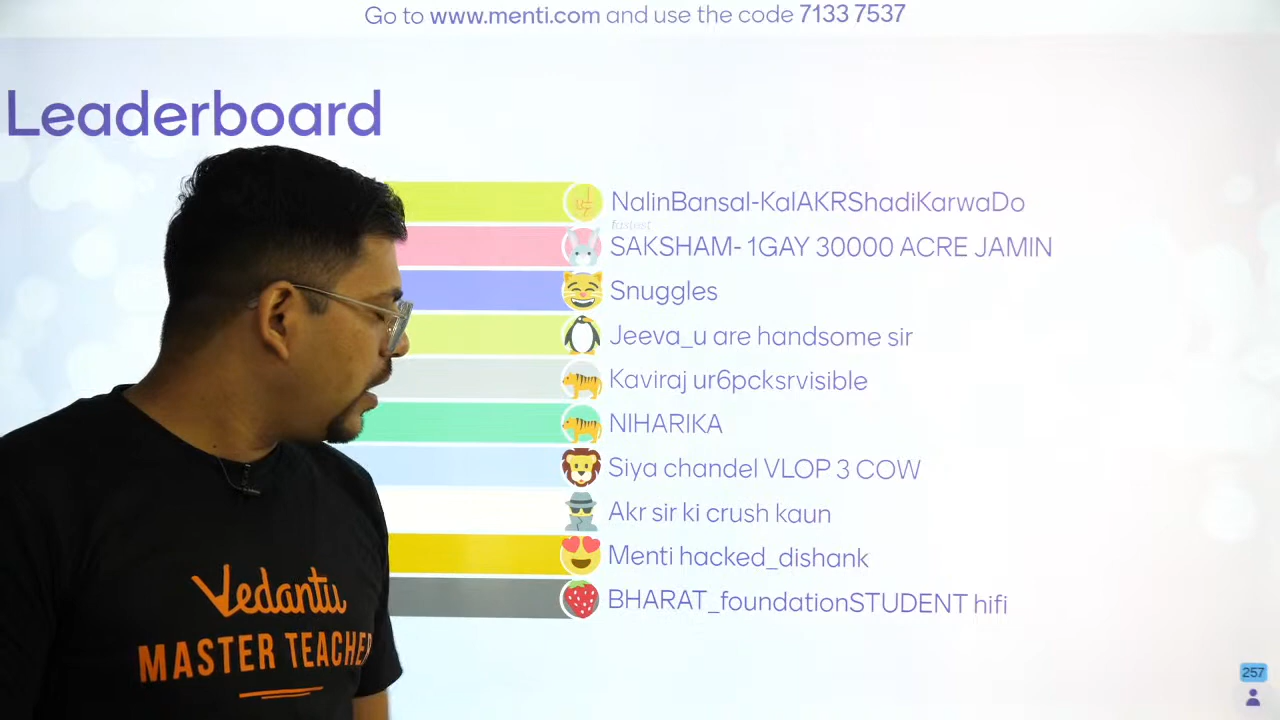 Go to www.menti.com and use the code 7133 7537
Leaderboard
NalinBansal-KalAKRShadiKarwaDo
fastest
SAKSHAM- 1GAY 30000 ACRE JAMIN
Snuggles
Jeeva_u are handsome sir
Kaviraj ur6pcksrvisible
NIHARIKA
Siya chandel VLOP 3 COW
Akr sir ki crush kaun
Menti hacked_dishank
BHARAT_foundationSTUDENT hifi
Vedantu
MASTER TEACHER
257